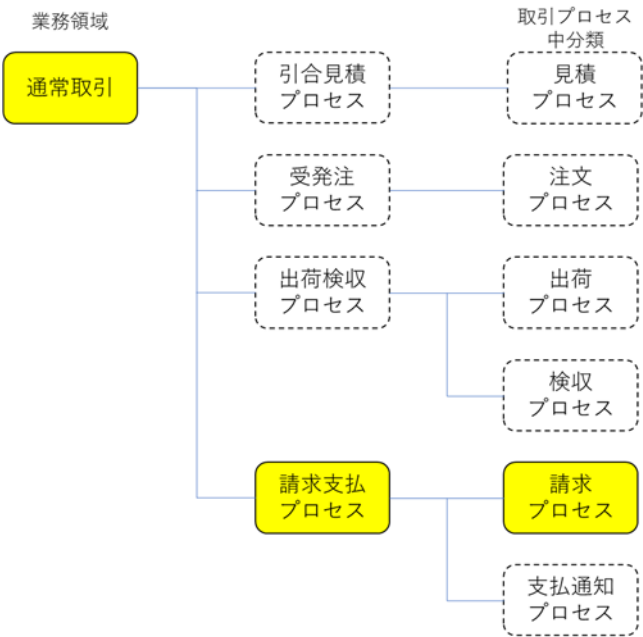 業務領域
取引プロセス
中分類
通常取引
引合見積
プロセス
見積
プロセス
受発注
プロセス
注文
プロセス
出荷検収
プロセス
出荷
プロセス
検収
プロセス
請求支払
プロセス
請求
プロセス
支払通知
プロセス